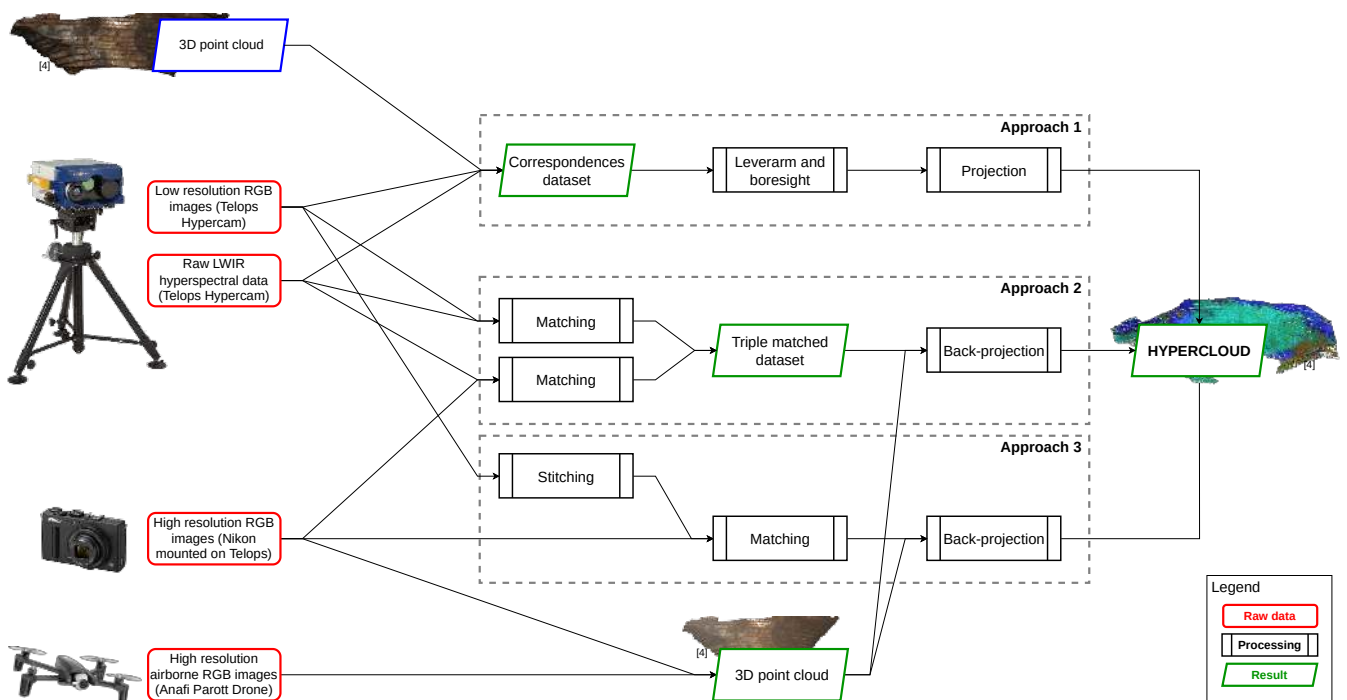 3D point cloud
[4]
Approach 1
Correspondences
dataset
Leverarm and
boresight
Projection
Low resolution RGB
images (Telops
Hypercam)
Raw LWIR
hyperspectral data
(Telops Hypercam)
Approach 2
Matching
Matching
Triple matched
dataset
Back-projection
HYPERCLOUD
[4]
Approach 3
Stitching
High resolution RGB
images (Nikon
mounted on Telops)
Matching
Back-projection
High resolution
airborne RGB images
(Anafi Parott Drone)
[4]
3D point cloud
Legend
Raw data
Processing
Result